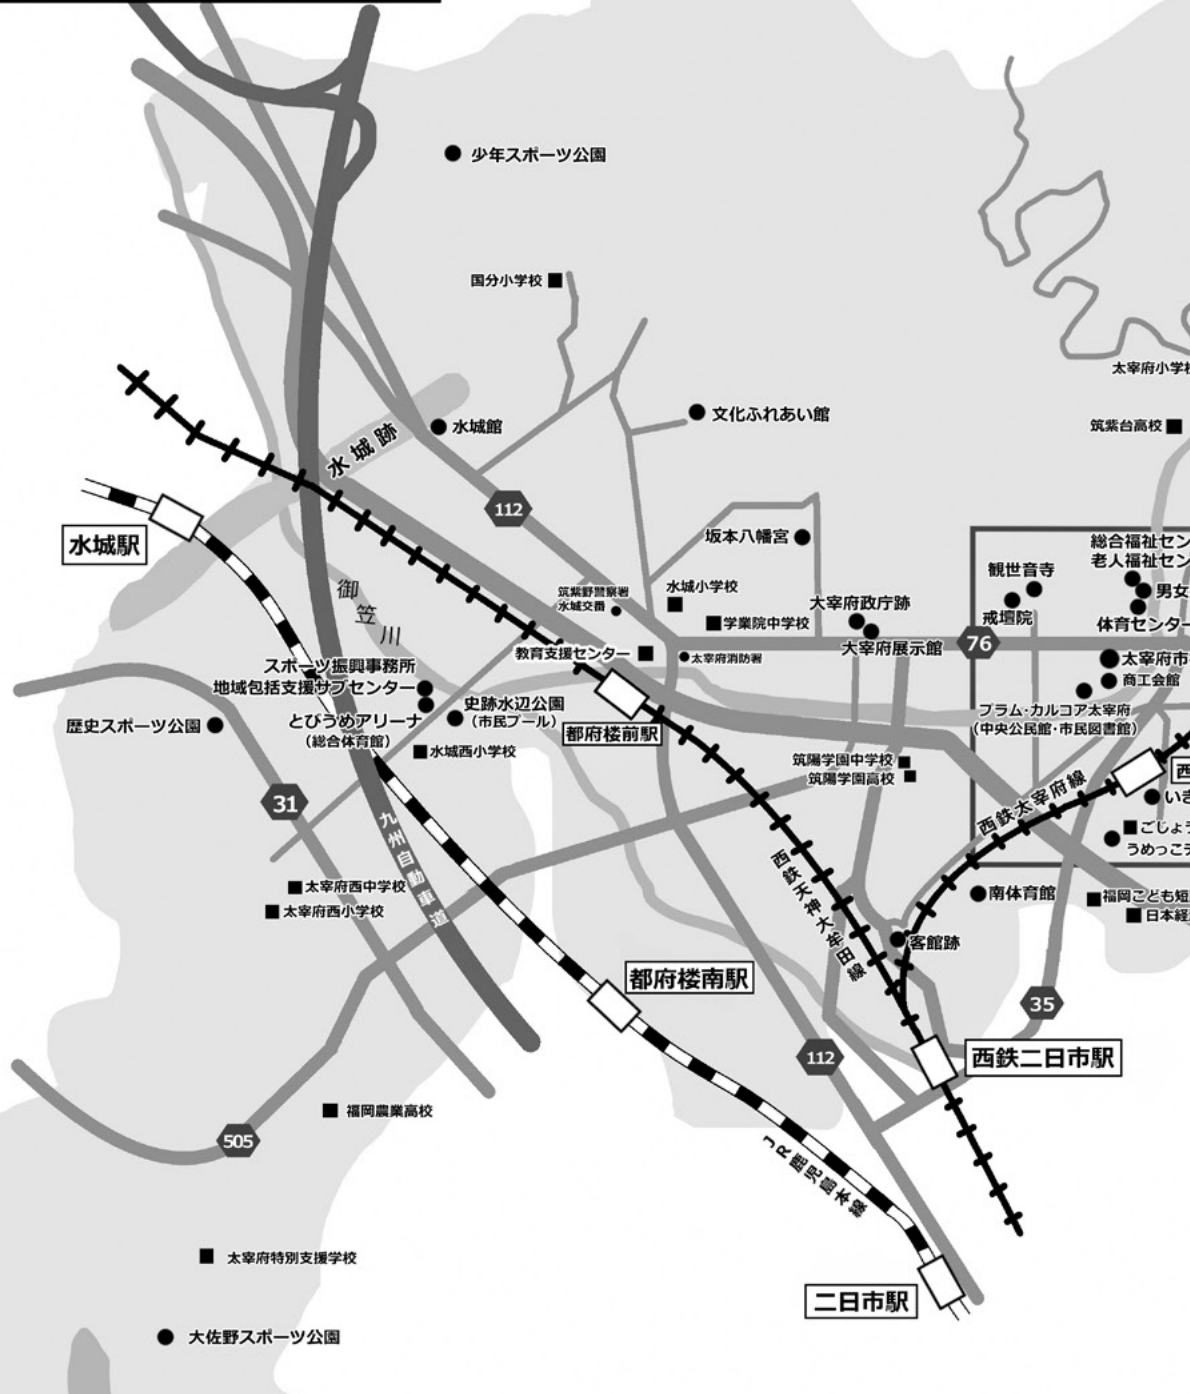 少年スポーツ公園
国分小学校
太宰府小学校
文化ふれあい館
筑紫台高校
水城館
水城跡
112
水城駅
坂本八幡宮
総合福祉セン
老人福祉セン
観世音寺
男女
戒壇院
体育センター
御笠川
筑紫野警察署
水城交番
水城小学校
学業院中学校
大宰府政庁跡
大宰府展示館
76
教育支援センター
太宰府消防署
太宰府市
商工会館
スポーツ振興事務所
地域包括支援サブセンター
とびうめアリーナ
(総合体育館)
史跡水辺公園
(市民プール)
歴史スポーツ公園
水城西小学校
都府楼前駅
プラム・カルコア太宰府
(中央公民館・市民図書館)
筑陽学園中学校
筑陽学園高校
西
西鉄太宰府線
いき
ごじょう
うめっこテ
31
九州自動車道
太宰府西中学校
太宰府西小学校
西鉄天神大牟田線
南体育館
福岡こども短
日本経
客館跡
都府楼南駅
35
112
西鉄二日市駅
福岡農業高校
505
JR鹿児島本線
太宰府特別支援学校
二日市駅
大佐野スポーツ公園